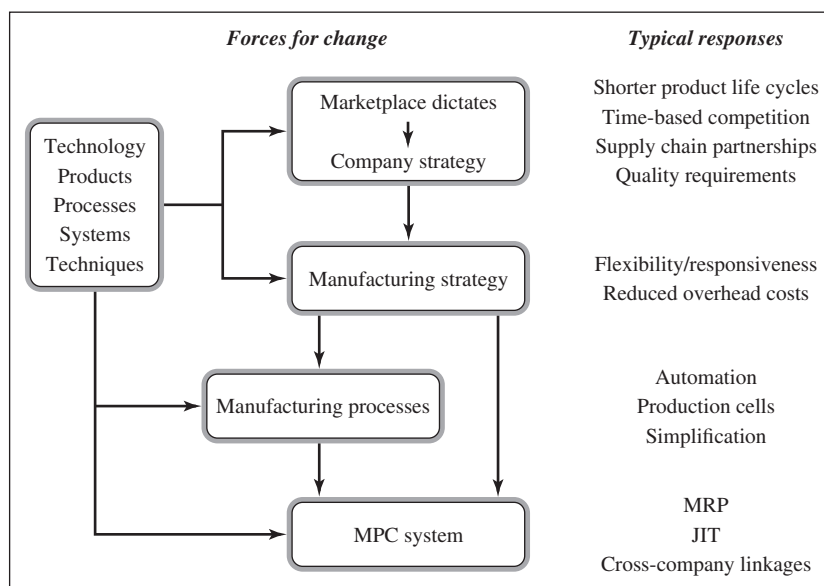 Forces for change
Typical responses
Technology
Products
Processes
Systems
Techniques
Marketplace dictates
Company strategy
Shorter product life cycles
Time-based competition
Supply chain partnerships
Quality requirements
Manufacturing strategy
Flexibility/responsiveness
Reduced overhead costs
Manufacturing processes
Automation
Production cells
Simplification
MPC system
MRP
JIT
Cross-company linkages